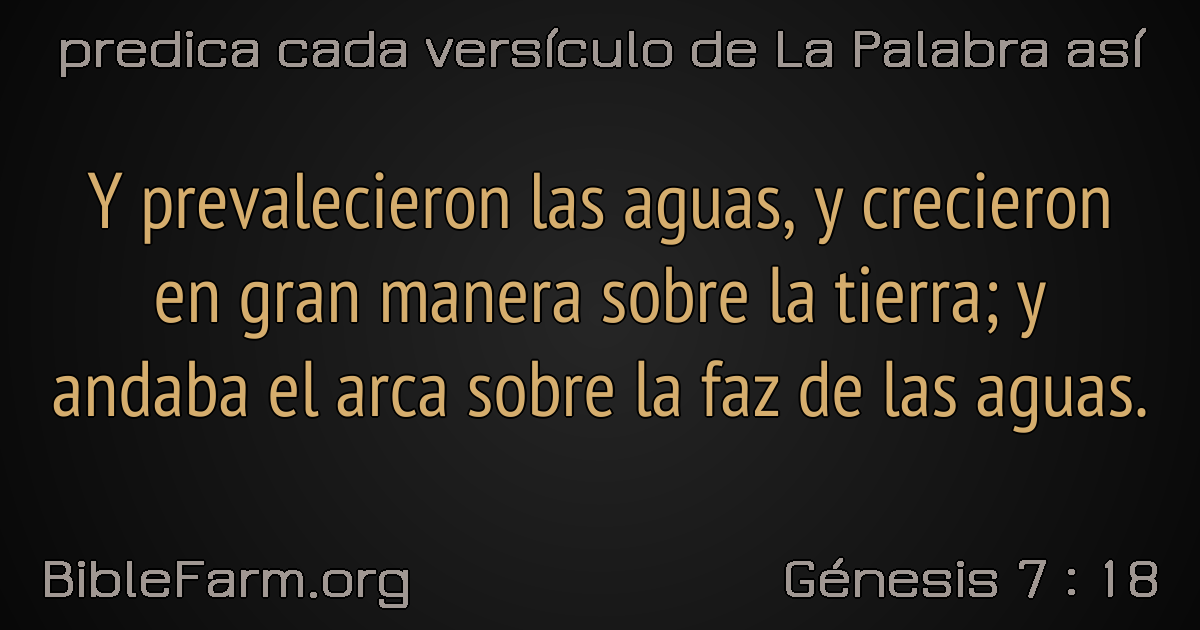 predica cada versículo de La Palabra así
Y prevalecieron las aguas, y crecieron
en gran manera sobre la tierra; y
andaba el arca sobre la faz de las aguas.
BibleFarm.org
Génesis 7 : 18